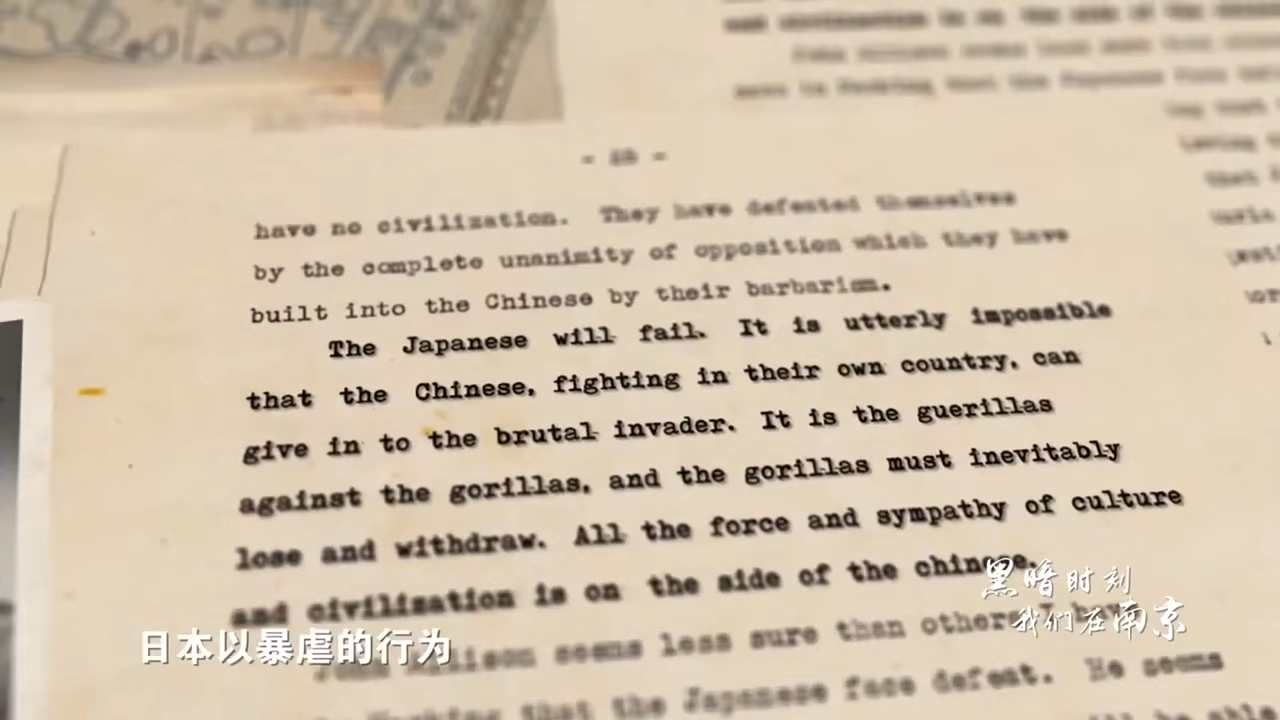 have no civilization. They have defeated themselves
by the complete unanimity of opposition which they have
built into the Chinese by their barbarism.
The Japanese will fail. It is utterly impossible
that the Chinese, fighting in their own country, can
give in to the brutal invader. It is the guerillas
against the gorillas, and the gorillas must inevitably
lose and withdraw. All the force and sympathy of culture
and civilization is on the side of the chinese.
seems less sure than others I have
that the Japanese face defeat. He seems
be able
黑暗时刻
我们在南京
日本以暴虐的行为